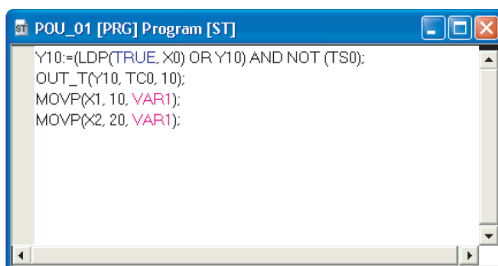 ST POU_01 [PRG] Program [ST]
Y10:=(LDP(TRUE, X0) OR Y10) AND NOT (TS0);
OUT_T(Y10, TC0, 10);
MOVP(X1, 10, VAR1);
MOVP(X2, 20, VAR1);